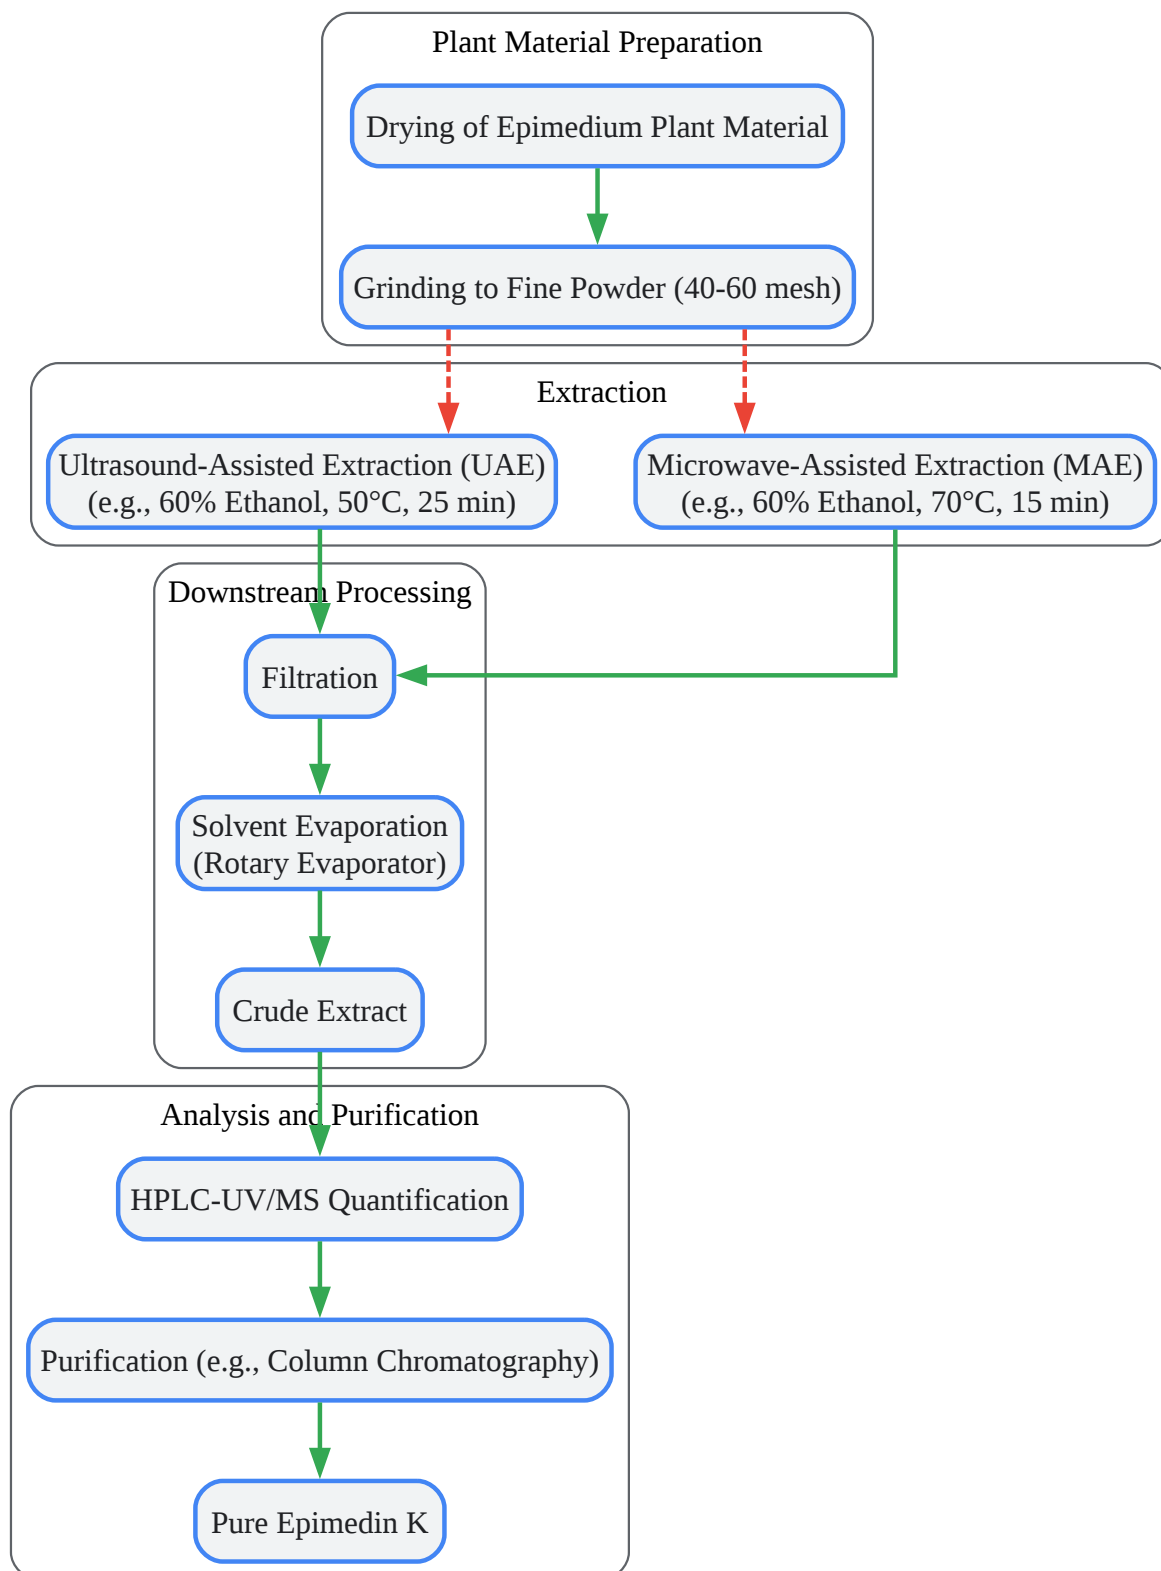 Plant Material Preparation
Drying of Epimedium Plant Material
Grinding to Fine Powder (40-60 mesh)
Extraction
Ultrasound-Assisted Extraction (UAE)
(e.g., 60% Ethanol, 50°C, 25 min)
Microwave-Assisted Extraction (MAE)
(e.g., 60% Ethanol, 70°C, 15 min)
Downstream Processing
Filtration
Solvent Evaporation
(Rotary Evaporator)
Crude Extract
Analysis and Purification
HPLC-UV/MS Quantification
Purification (e.g., Column Chromatography)
Pure Epimedin K